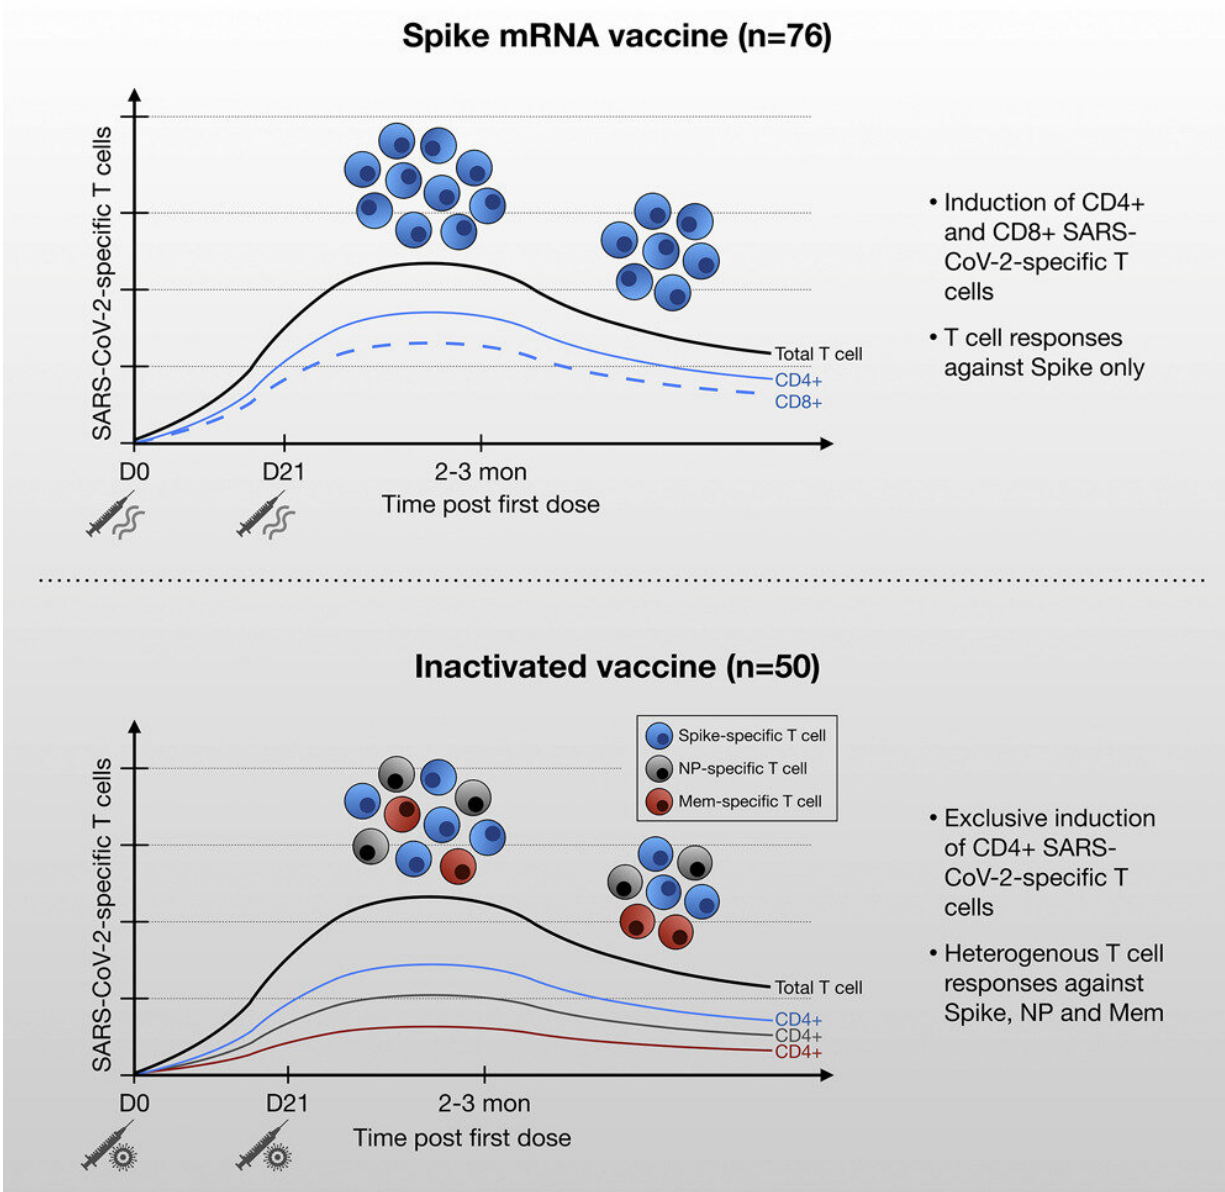 Spike mRNA vaccine (n=76)
SARS-CoV-2-specific T cells
Total T cell
CD4+
CD8+
D0
D21
2-3 mon
Time post first dose
• Induction of CD4+
and CD8+ SARS-
CoV-2-specific T
cells
• T cell responses
against Spike only
Inactivated vaccine (n=50)
SARS-CoV-2-specific T cells
Spike-specific T cell
NP-specific T cell
Mem-specific T cell
Total T cell
CD4+
CD4+
CD4+
D0
D21
2-3 mon
Time post first dose
• Exclusive induction
of CD4+ SARS-
CoV-2-specific T
cells
• Heterogenous T cell
responses against
Spike, NP and Mem